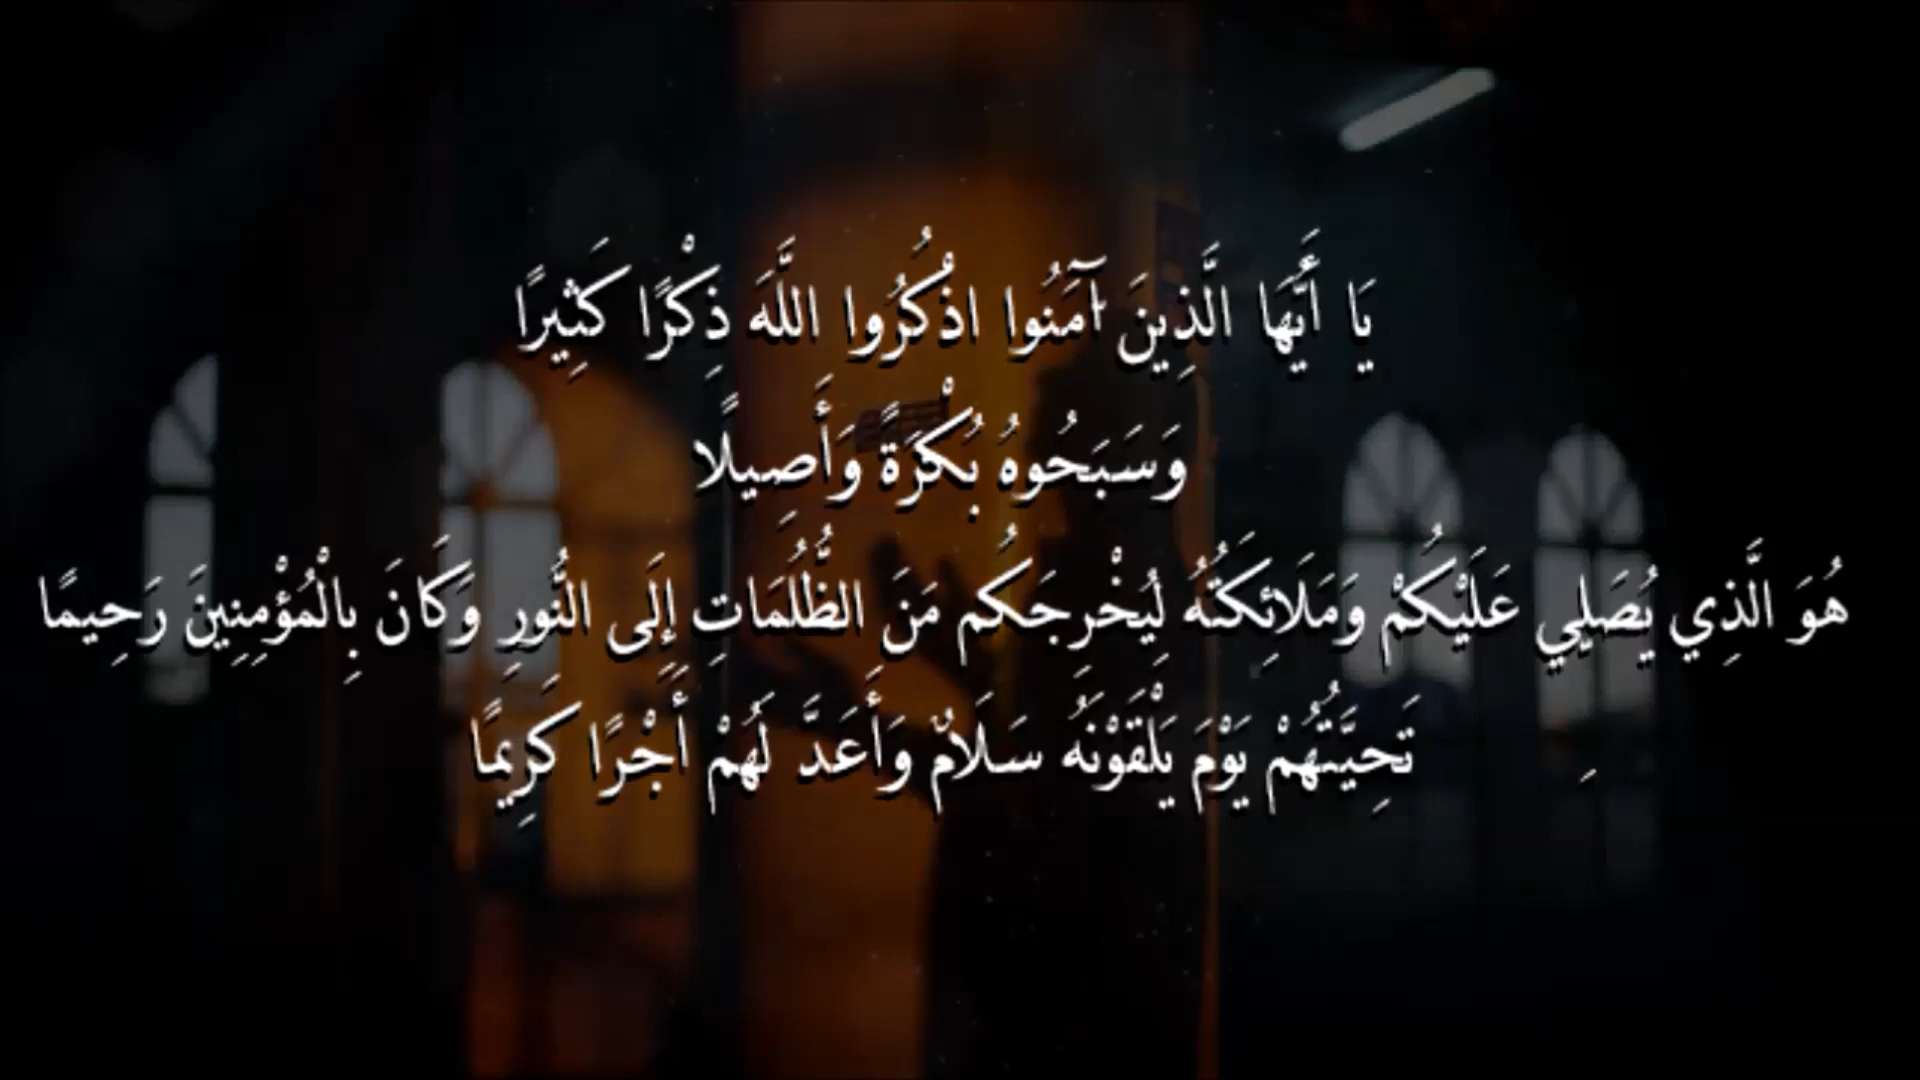 يَا أَيُّهَا الَّذِينَ آمَنُوا اذْكُرُوا اللَّهَ ذِكْرًا كَثِيرًا
وَسَبَحُوهُ بُكْرَةً وَأَصِيلًا
هُوَ الَّذِي يُصَلِي عَلَيْكُمْ وَمَلَائِكَتُهُ لِيُخْرِجَكُم مَنَ الظُّلُمَاتِ إِلَى النُّورِ وَكَانَ بِالْمُؤْمِنِينَ رَحِيمًا
تَحِيَّتُهُمْ يَوْمَ يَلْقَوْنَهُ سَلَامٌ وَأَعَدَّ لَهُمْ أَجْرًا كَرِيمًا